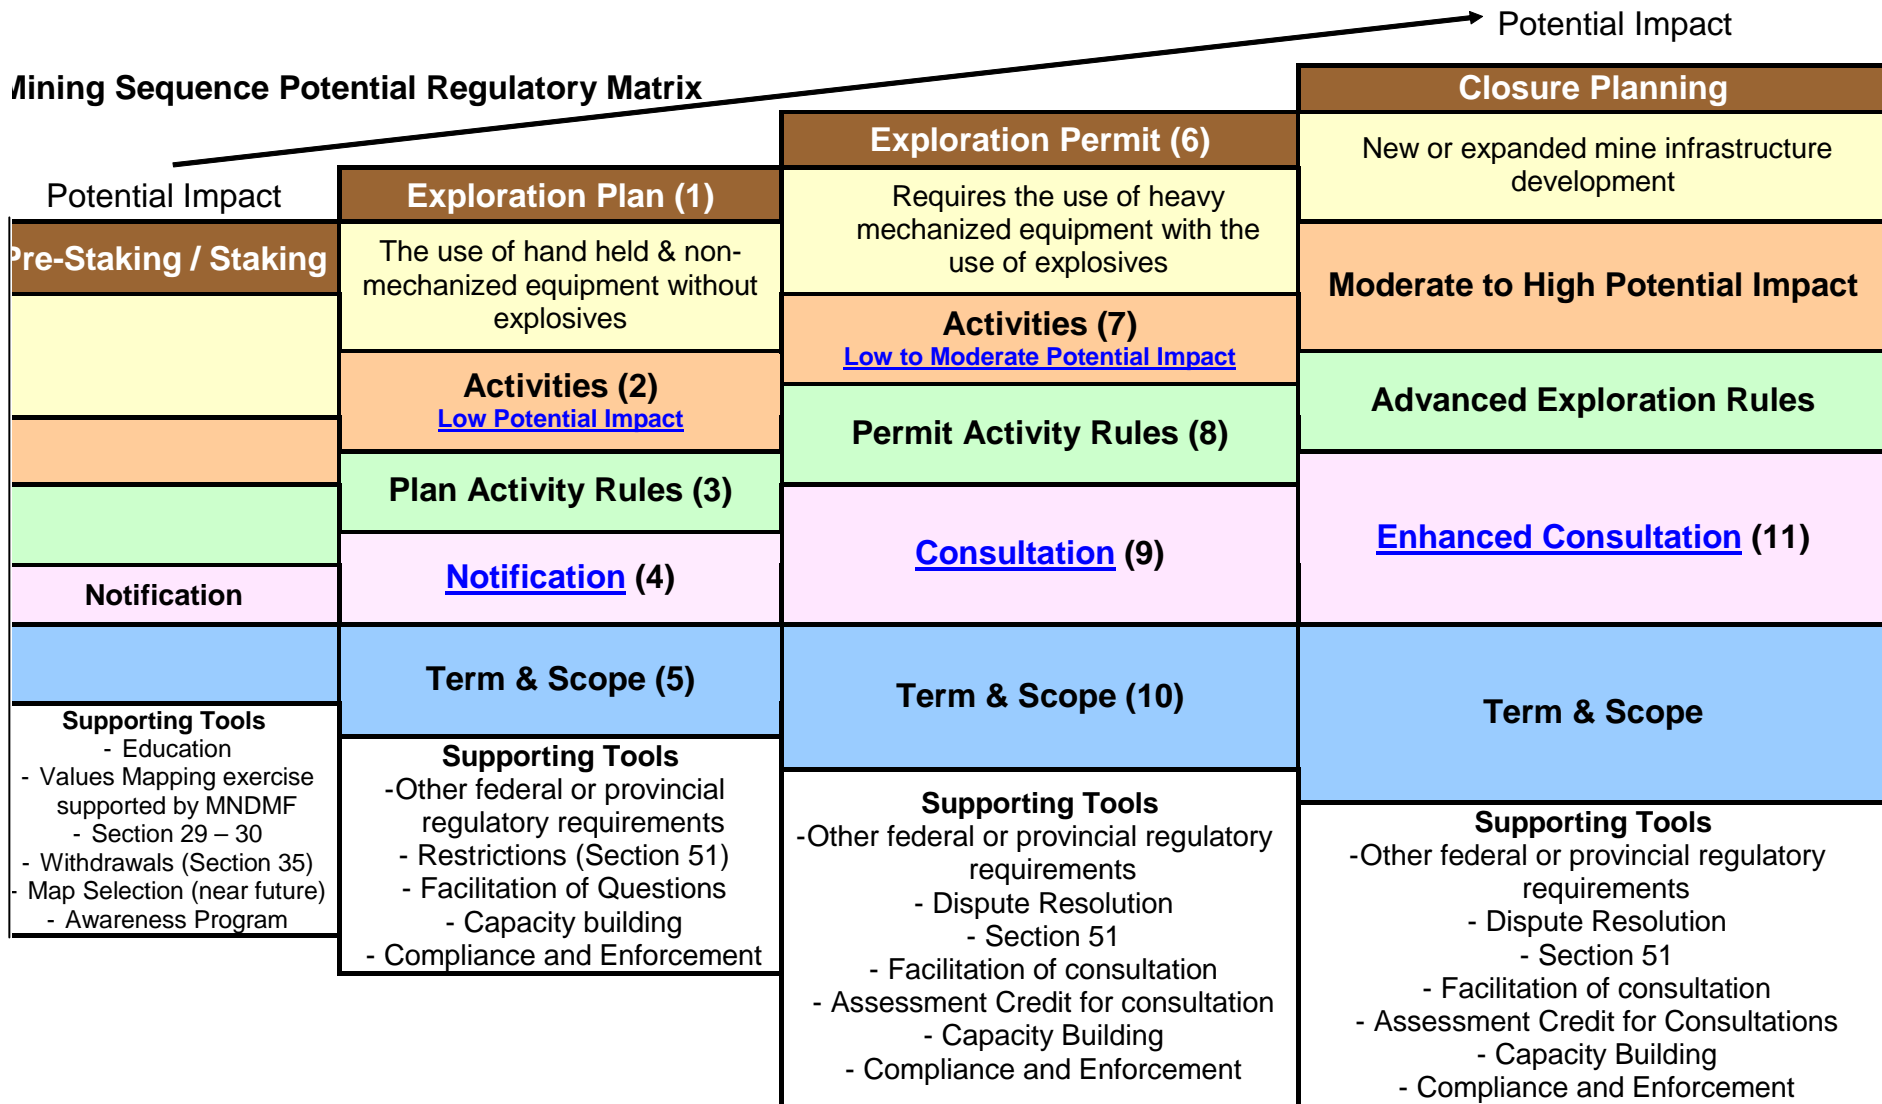 Potential Impact
Mining Sequence Potential Regulatory Matrix
Potential Impact
Pre-Staking / Staking
Notification
Supporting Tools
- Education
- Values Mapping exercise
supported by MNDMF
- Section 29 – 30
- Withdrawals (Section 35)
- Map Selection (near future)
- Awareness Program
Exploration Plan (1)
The use of hand held & non-
mechanized equipment without
explosives
Activities (2)
Low Potential Impact
Plan Activity Rules (3)
Notification (4)
Term & Scope (5)
Supporting Tools
-Other federal or provincial
regulatory requirements
- Restrictions (Section 51)
- Facilitation of Questions
- Capacity building
- Compliance and Enforcement
Exploration Permit (6)
Requires the use of heavy
mechanized equipment with the
use of explosives
Activities (7)
Low to Moderate Potential Impact
Permit Activity Rules (8)
Consultation (9)
Term & Scope (10)
Supporting Tools
-Other federal or provincial regulatory
requirements
- Dispute Resolution
- Section 51
- Facilitation of consultation
- Assessment Credit for consultation
- Capacity Building
- Compliance and Enforcement
Closure Planning
New or expanded mine infrastructure
development
Moderate to High Potential Impact
Advanced Exploration Rules
Enhanced Consultation (11)
Term & Scope
Supporting Tools
-Other federal or provincial regulatory
requirements
- Dispute Resolution
- Section 51
- Facilitation of consultation
- Assessment Credit for Consultations
- Capacity Building
- Compliance and Enforcement